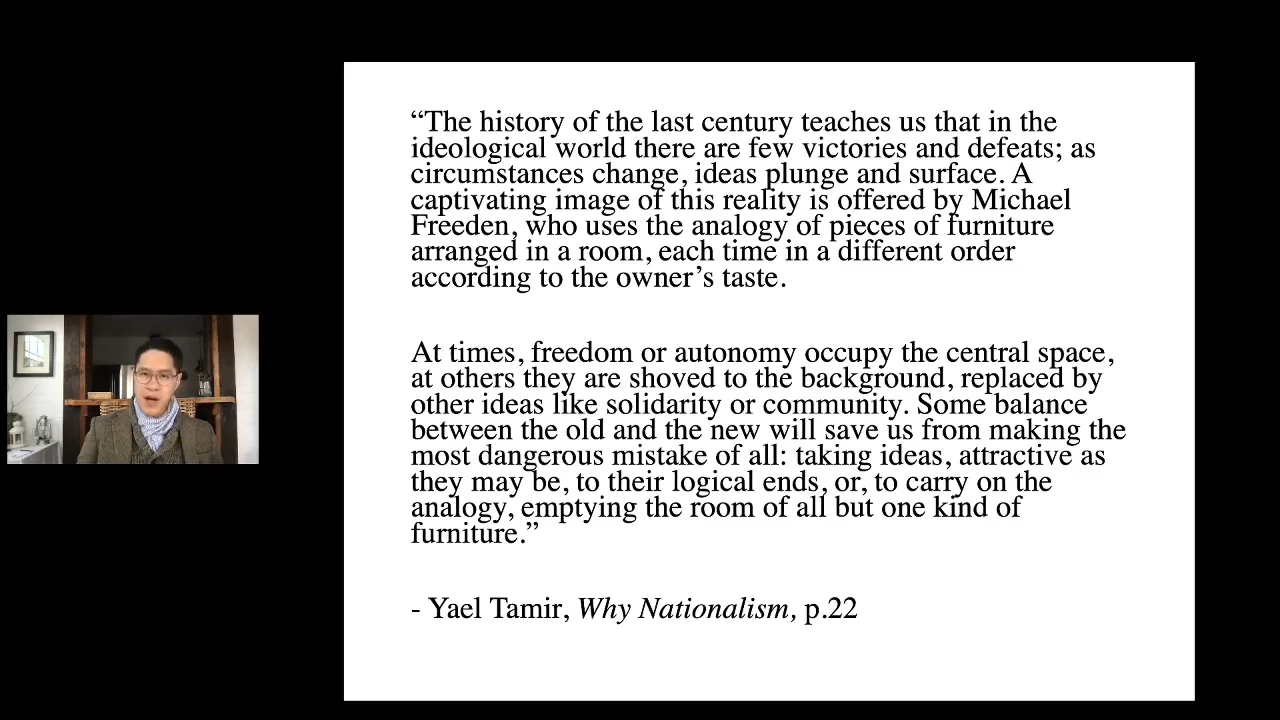 “The history of the last century teaches us that in the
ideological world there are few victories and defeats; as
circumstances change, ideas plunge and surface. A
captivating image of this reality is offered by Michael
Freeden, who uses the analogy of pieces of furniture
arranged in a room, each time in a different order
according to the owner’s taste.
At times, freedom or autonomy occupy the central space,
at others they are shoved to the background, replaced by
other ideas like solidarity or community. Some balance
between the old and the new will save us from making the
most dangerous mistake of all: taking ideas, attractive as
they may be, to their logical ends, or, to carry on the
analogy, emptying the room of all but one kind of
furniture.”
- Yael Tamir, Why Nationalism, p.22